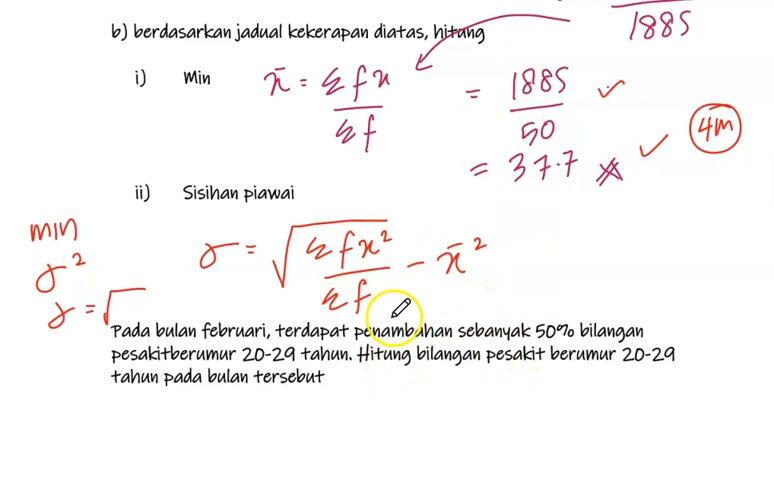 1885
b) berdasarkan jadual kekerapan diatas, hitung
i) Min x̄ = Σfx / Σf = 1885 / 50 ✓
= 37.7 ✓ 4m
ii) Sisihan piawai
min
σ²
σ = √
σ = √ Σfx² / Σf - x̄²
Pada bulan februari, terdapat penambahan sebanyak 50% bilangan
pesakitberumur 20-29 tahun. Hitung bilangan pesakit berumur 20-29
tahun pada bulan tersebut